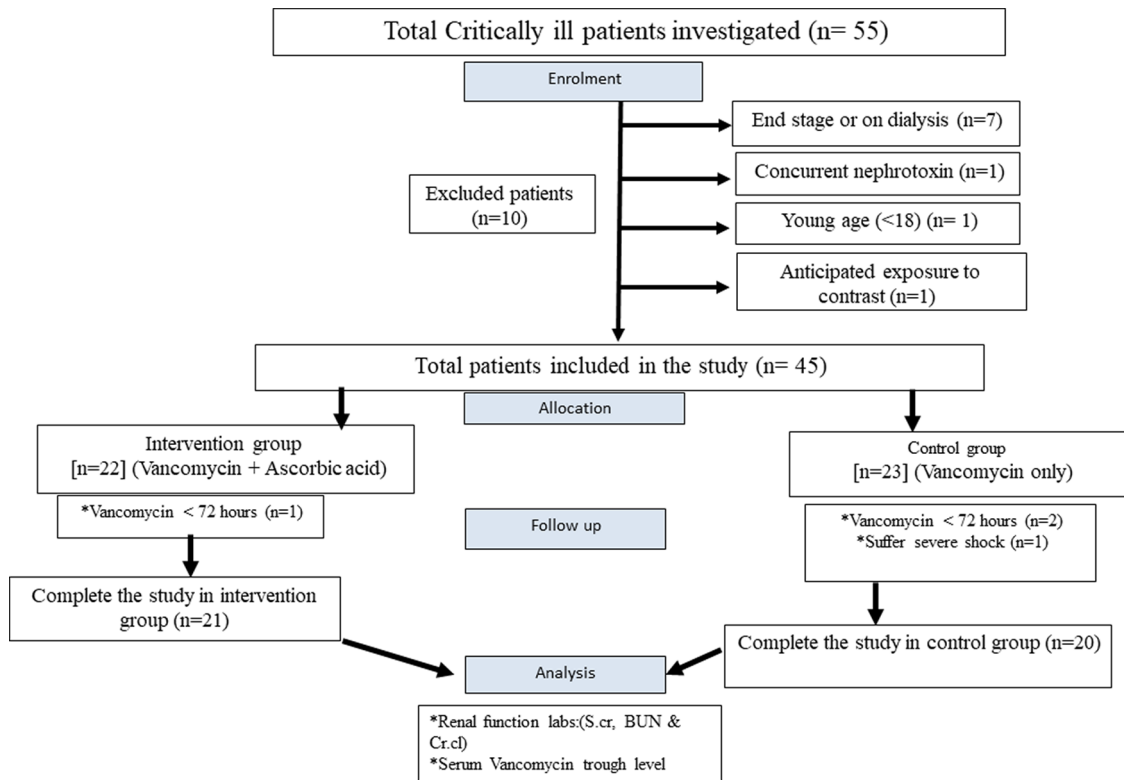 Total Critically ill patients investigated (n= 55)
Enrolment
End stage or on dialysis (n=7)
Concurrent nephrotoxin (n=1)
Excluded patients
(n=10)
Young age (<18) (n= 1)
Anticipated exposure to
contrast (n=1)
Total patients included in the study (n= 45)
Allocation
Intervention group
[n=22] (Vancomycin + Ascorbic acid)
Control group
[n=23] (Vancomycin only)
*Vancomycin < 72 hours (n=1)
Follow up
*Vancomycin < 72 hours (n=2)
*Suffer severe shock (n=1)
Complete the study in intervention
group (n=21)
Complete the study in control group (n=20)
Analysis
*Renal function labs:(S.cr, BUN &
Cr.cl)
*Serum Vancomycin trough level